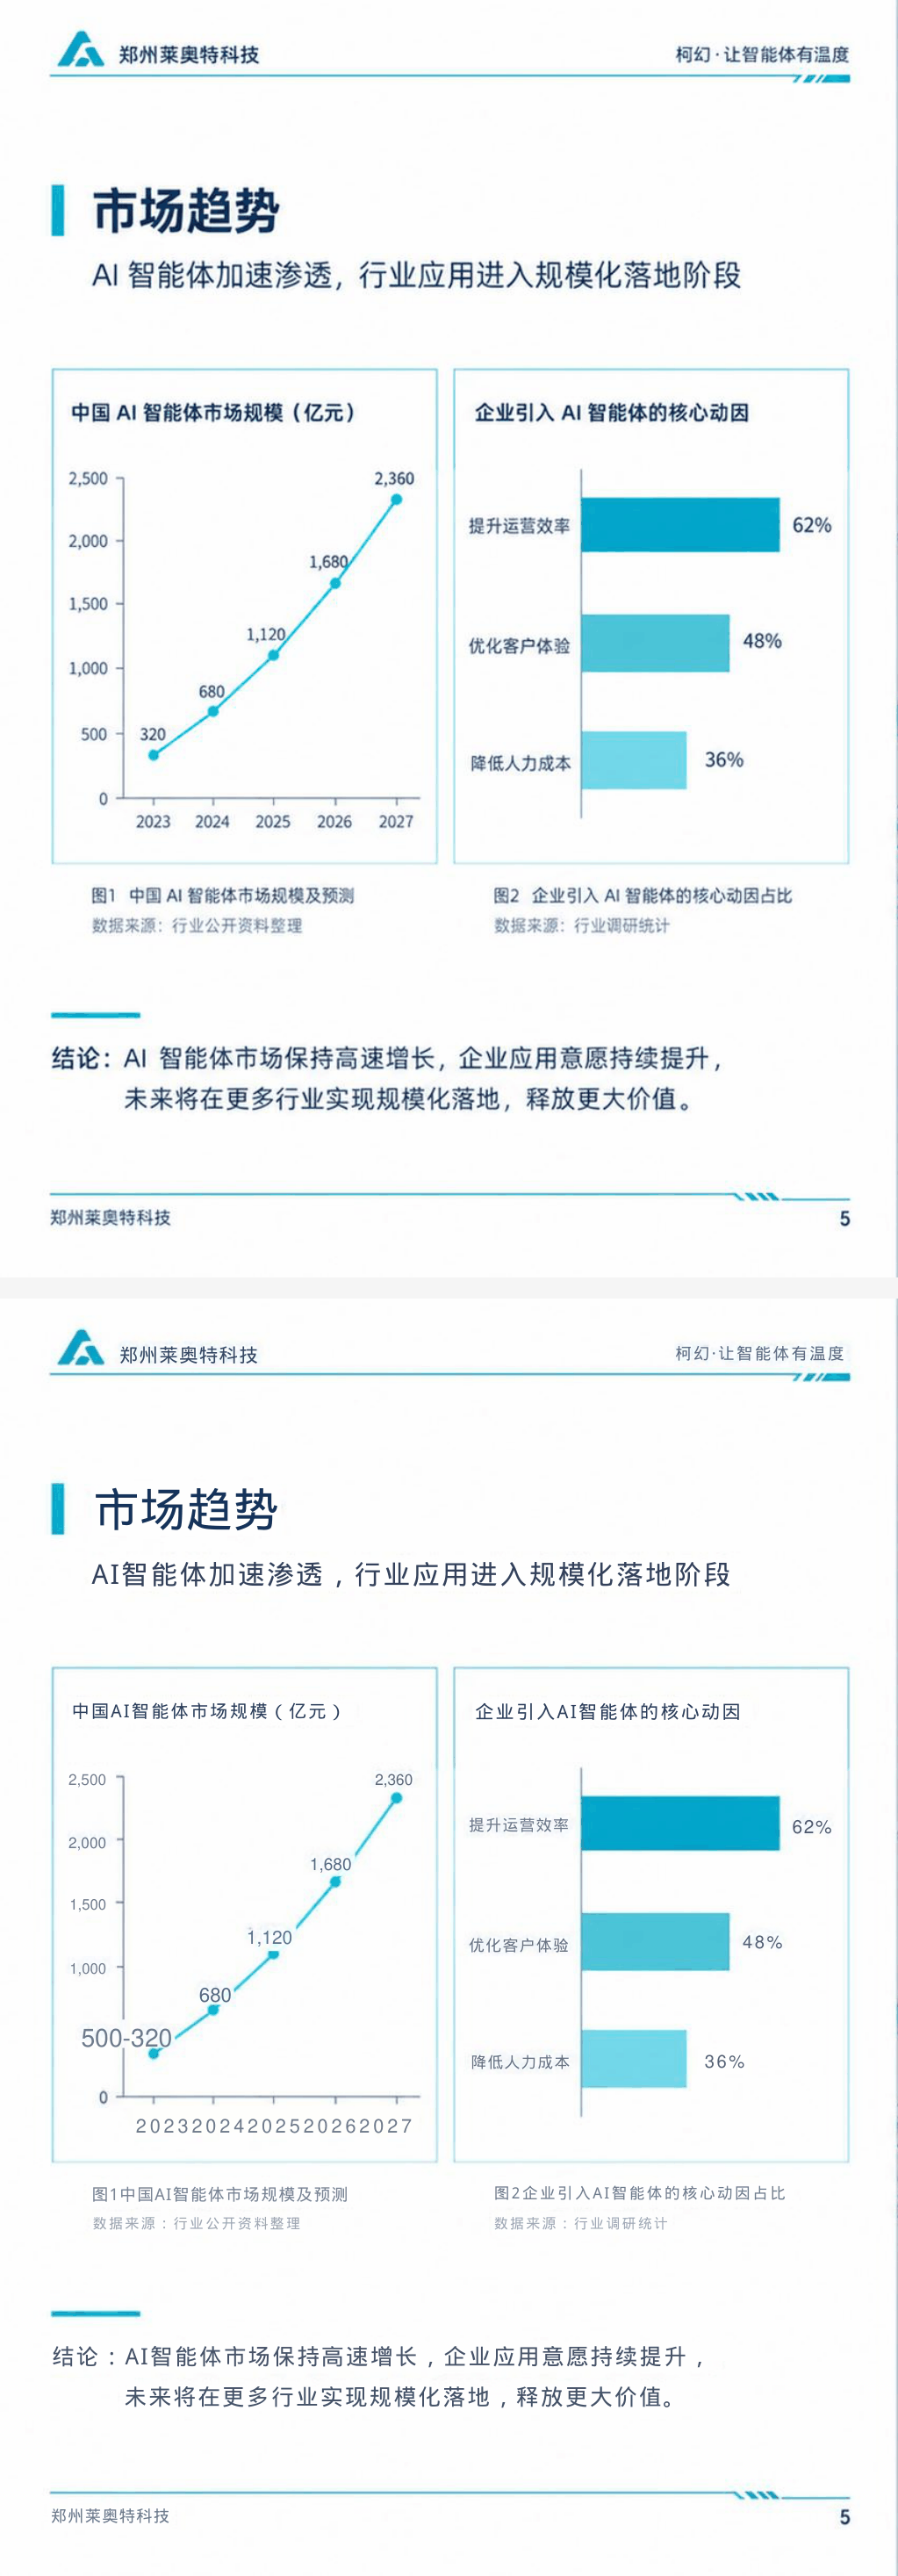 郑州莱奥特科技
柯幻·让智能体有温度
市场趋势
AI 智能体加速渗透，行业应用进入规模化落地阶段
中国 AI 智能体市场规模（亿元）
2,500
2,000
1,500
1,000
500
0
320
680
1,120
1,680
2,360
2023 2024 2025 2026 2027
企业引入 AI 智能体的核心动因
提升运营效率 62%
优化客户体验 48%
降低人力成本 36%
图1 中国 AI 智能体市场规模及预测
数据来源：行业公开资料整理
图2 企业引入 AI 智能体的核心动因占比
数据来源：行业调研统计
结论：AI 智能体市场保持高速增长，企业应用意愿持续提升，
未来将在更多行业实现规模化落地，释放更大价值。
郑州莱奥特科技
5
郑州莱奥特科技
柯幻·让智能体有温度
市场趋势
AI智能体加速渗透，行业应用进入规模化落地阶段
中国AI智能体市场规模（亿元）
2,500
2,000
1,500
1,000
500-320
0
680
1,120
1,680
2,360
20232024202520262027
企业引入AI智能体的核心动因
提升运营效率 62%
优化客户体验 48%
降低人力成本 36%
图1中国AI智能体市场规模及预测
数据来源：行业公开资料整理
图2企业引入AI智能体的核心动因占比
数据来源：行业调研统计
结论：AI智能体市场保持高速增长，企业应用意愿持续提升，
未来将在更多行业实现规模化落地，释放更大价值。
郑州莱奥特科技
5